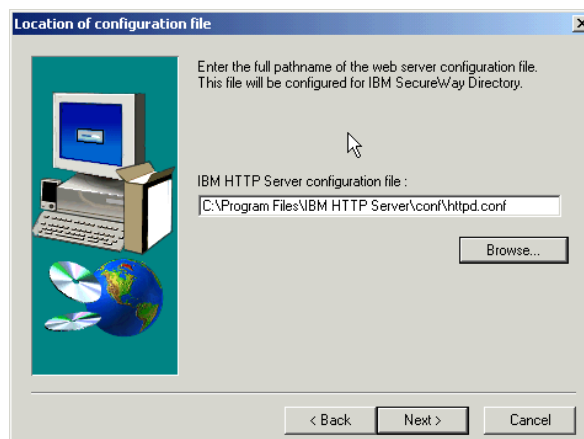 Location of configuration file
Enter the full pathname of the web server configuration file.
This file will be configured for IBM SecureWay Directory.
IBM HTTP Server configuration file :
C:\Program Files\IBM HTTP Server\conf\httpd.conf
Browse...
< Back
Next >
Cancel